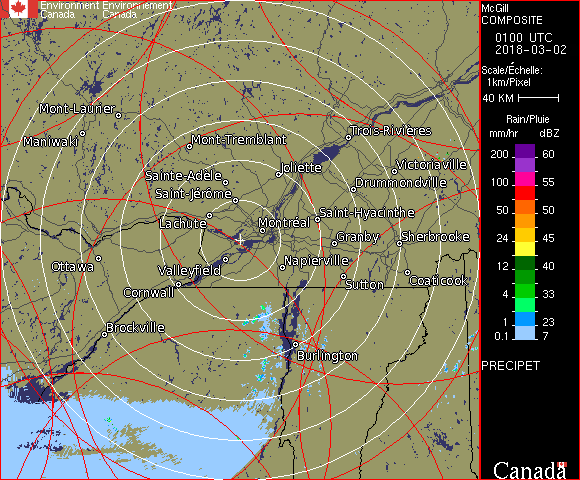 Environment Environnement
Canada Canada
McGill
COMPOSITE
0100 UTC
2018-03-02
Scale/Échelle:
1km/Pixel
40 KM
Rain/Pluie
mm/hr dBZ
200 60
100 55
50 50
24 45
12 40
4 33
1 23
0.1 7
PRECIPET
Canada
Mont-Laurier
Maniwaki
Mont-Tremblant
Trois-Rivières
Joliette
Victoriaville
Sainte-Adèle
Drummondville
Saint-Jérôme
Lachute
Montréal
Saint-Hyacinthe
Granby
Sherbrooke
Ottawa
Valleyfield
Napierville
Cornwall
Sutton
Coaticook
Brockville
Burlington